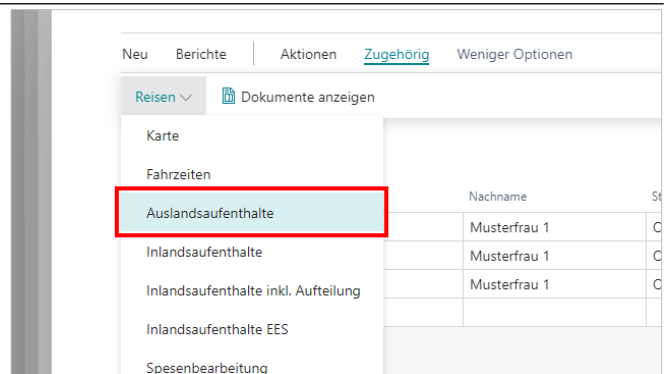 Neu Berichte Aktionen Zugehörig Weniger Optionen
Reisen Dokumente anzeigen
Karte
Fahrzeiten
Auslandsaufenthalte
Inlandsaufenthalte
Inlandsaufenthalte inkl. Aufteilung
Inlandsaufenthalte EES
Spesenbearbeitung
Nachname St
Musterfrau 1
Musterfrau 1
Musterfrau 1